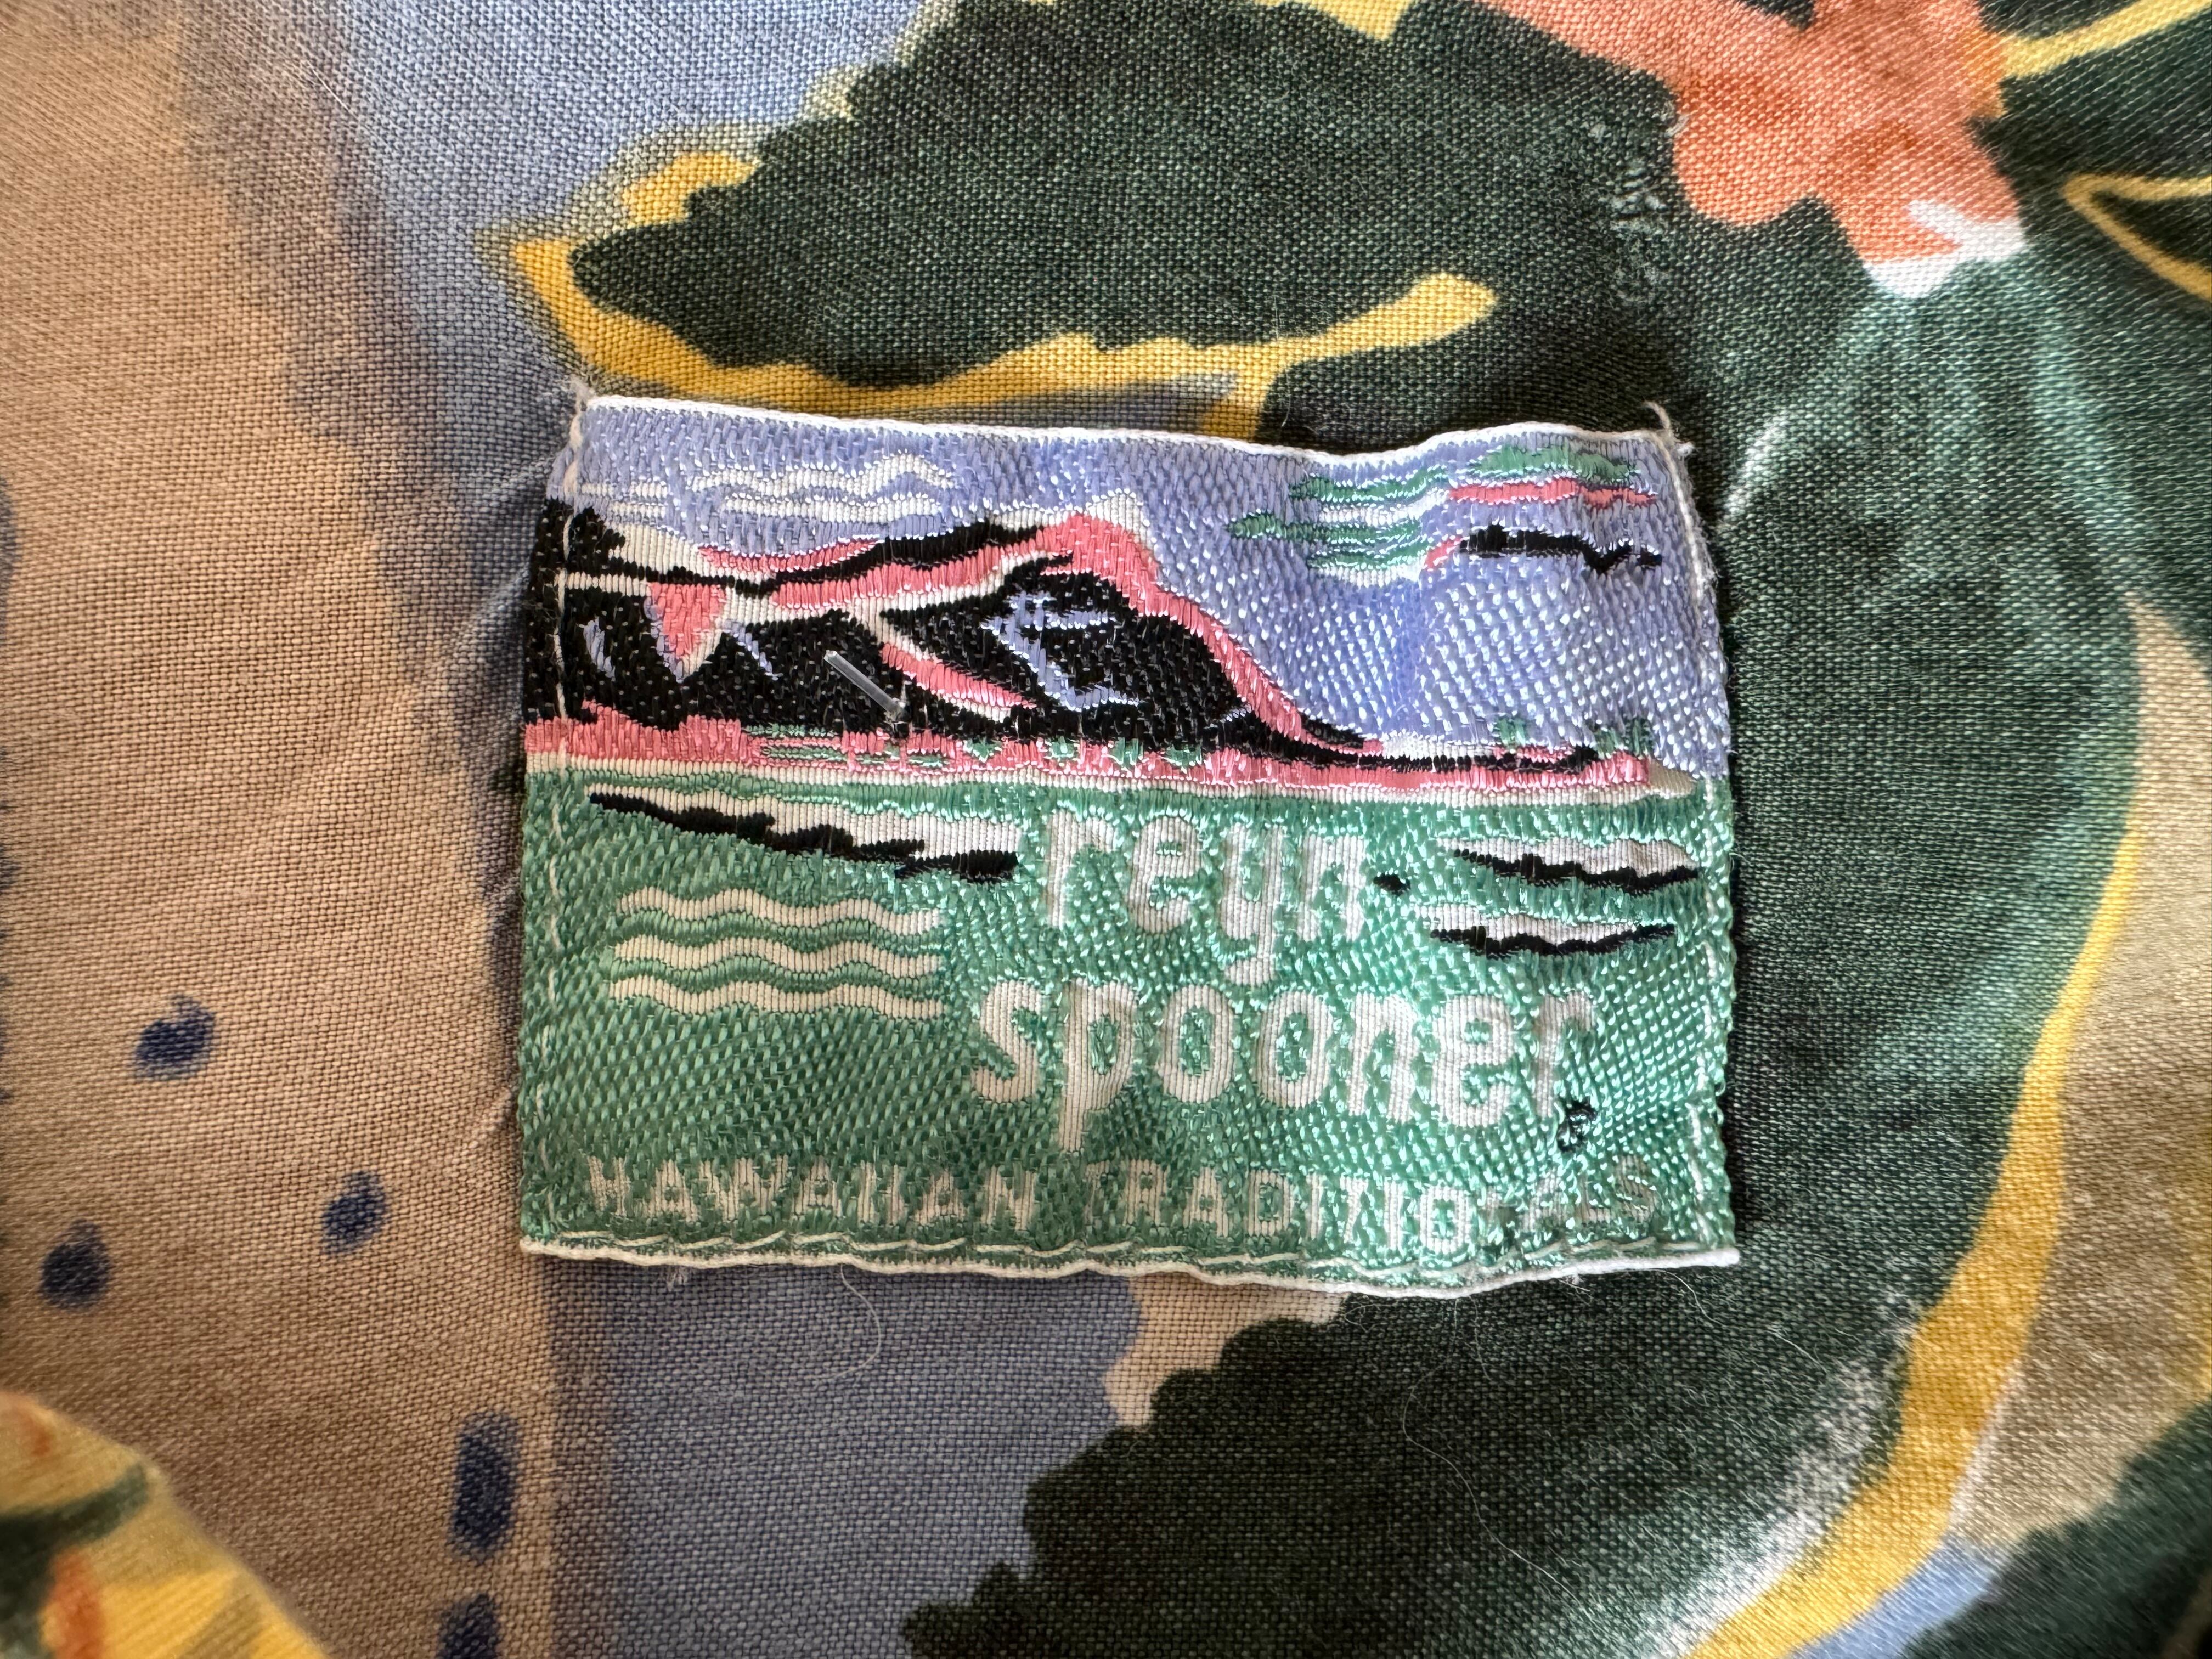 reyn
spooner
HAWAIIAN TRADITIONALS